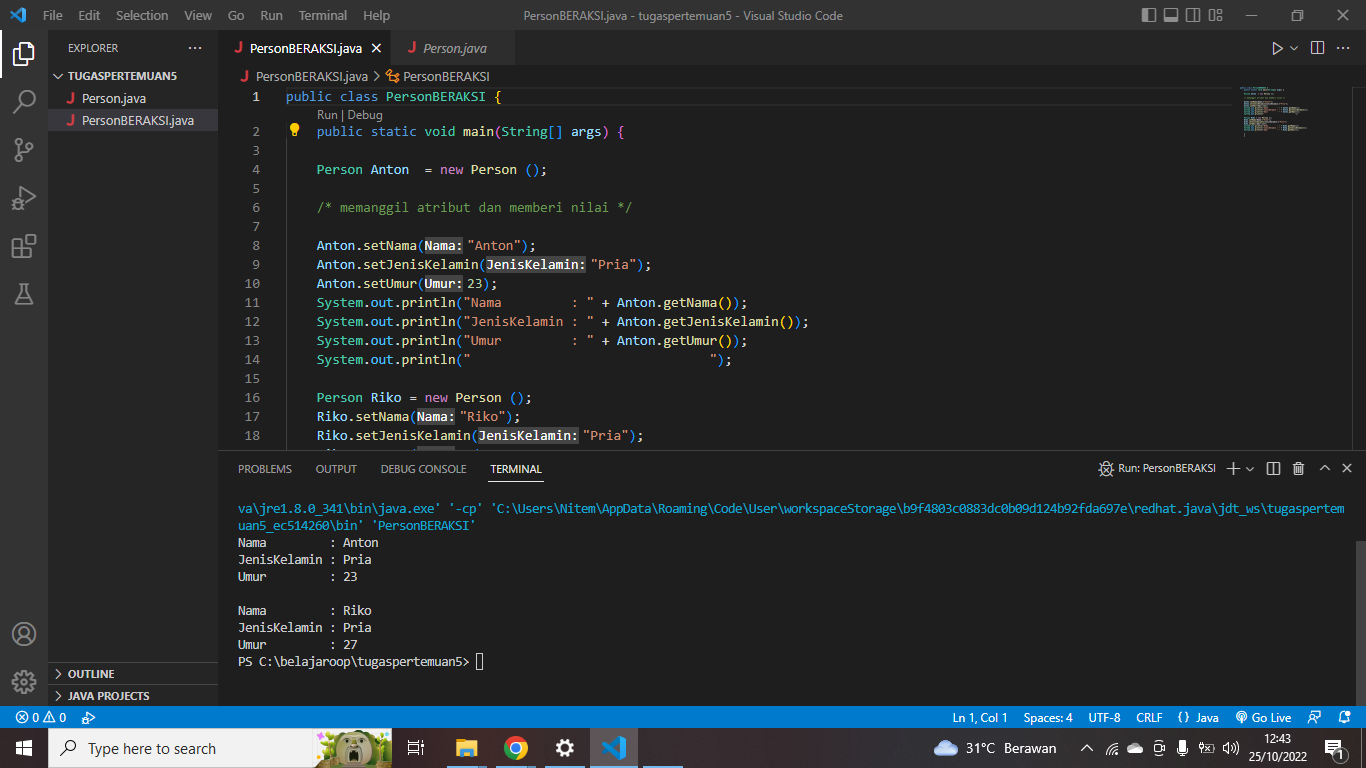 File Edit Selection View Go Run Terminal Help PersonBERAKSI.java - tugaspertemuan5 - Visual Studio Code
EXPLORER
TUGASPERTEMUAN5
J Person.java
J PersonBERAKSI.java
OUTLINE
JAVA PROJECTS
J PersonBERAKSI.java J Person.java
J PersonBERAKSI.java > PersonBERAKSI
1 public class PersonBERAKSI {
Run | Debug
2 public static void main(String[] args) {
3
4 Person Anton  = new Person ();
5
6 /* memanggil atribut dan memberi nilai */
7
8 Anton.setNama(Nama: "Anton");
9 Anton.setJenisKelamin(JenisKelamin: "Pria");
10 Anton.setUmur(Umur: 23);
11 System.out.println("Nama         : " + Anton.getNama());
12 System.out.println("JenisKelamin : " + Anton.getJenisKelamin());
13 System.out.println("Umur         : " + Anton.getUmur());
14 System.out.println("                               ");
15
16 Person Riko = new Person ();
17 Riko.setNama(Nama: "Riko");
18 Riko.setJenisKelamin(JenisKelamin: "Pria");
PROBLEMS OUTPUT DEBUG CONSOLE TERMINAL Run: PersonBERAKSI
va\jre1.8.0_341\bin\java.exe' '-cp' 'C:\Users\Nitem\AppData\Roaming\Code\User\workspaceStorage\b9f4803c0883dc0b09d124b92fda697e\redhat.java\jdt_ws\tugaspertem
uan5_ec514260\bin' 'PersonBERAKSI'
Nama         : Anton
JenisKelamin : Pria
Umur         : 23
Nama         : Riko
JenisKelamin : Pria
Umur         : 27
PS C:\belajaroop\tugaspertemuan5>
0 0 Ln 1, Col 1 Spaces: 4 UTF-8 CRLF {} Java Go Live
Type here to search 31°C Berawan 12:43
25/10/2022 1